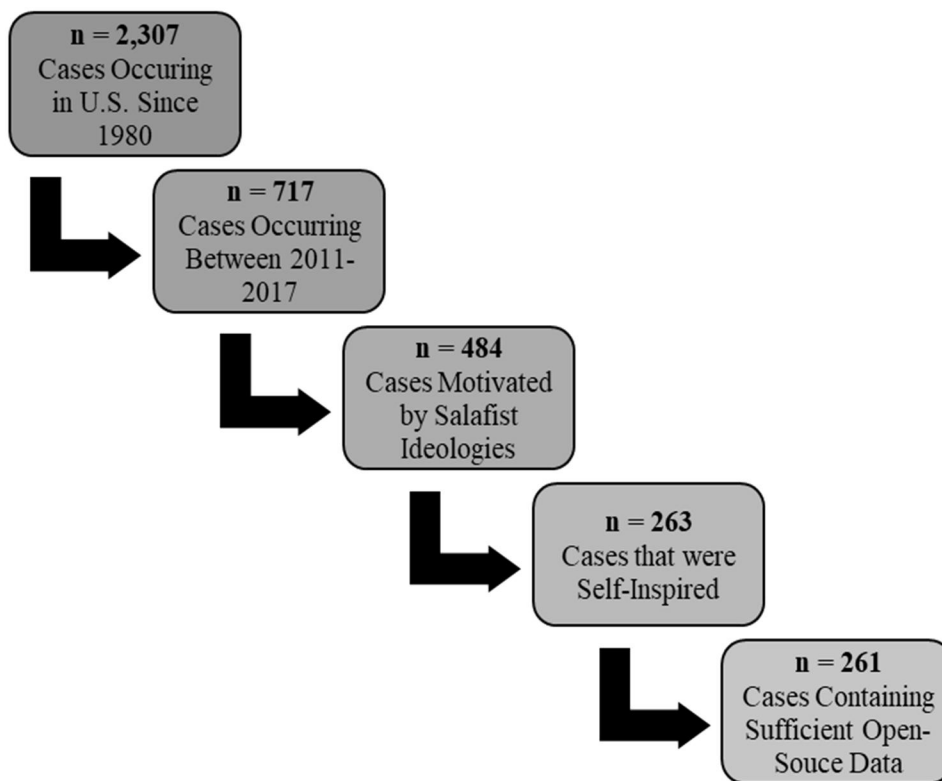 n = 2,307
Cases Occuring
in U.S. Since
1980
n = 717
Cases Occurring
Between 2011-
2017
n = 484
Cases Motivated
by Salafist
Ideologies
n = 263
Cases that were
Self-Inspired
n = 261
Cases Containing
Sufficient Open-
Souce Data